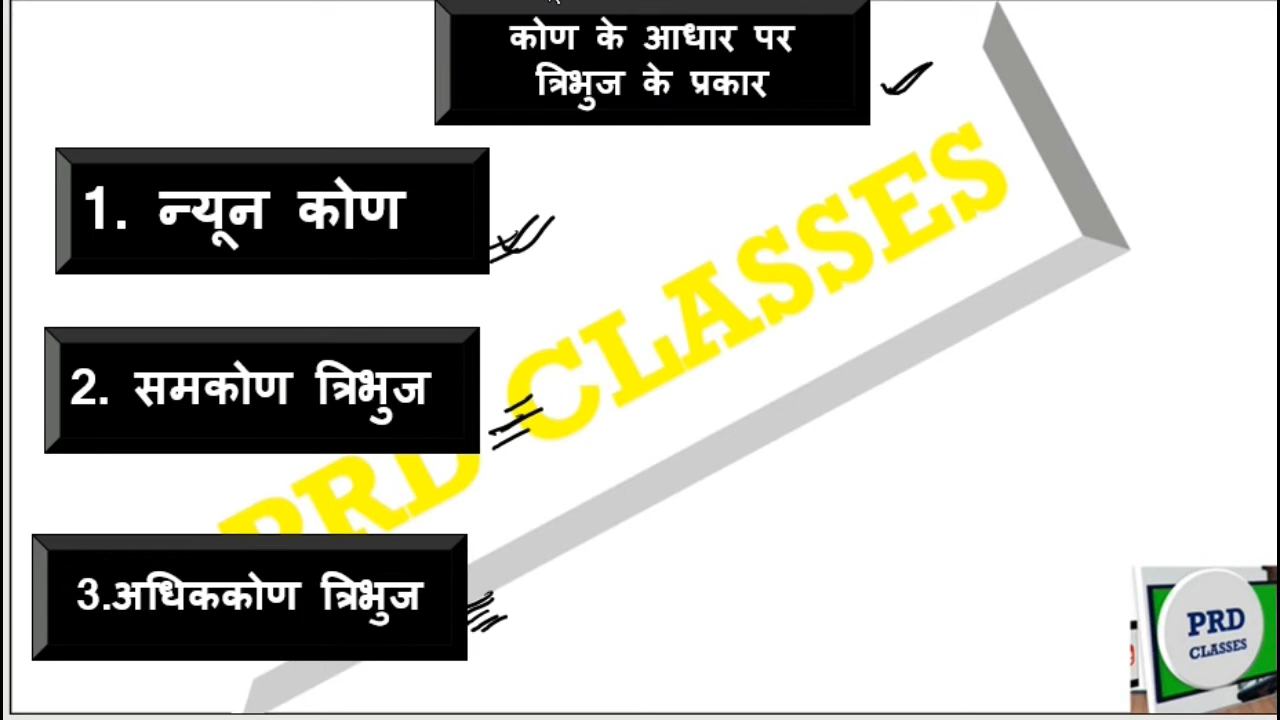 कोण के आधार पर
त्रिभुज के प्रकार
1. न्यून कोण
2. समकोण त्रिभुज
3.अधिककोण त्रिभुज
PRD CLASSES
PRD
CLASSES